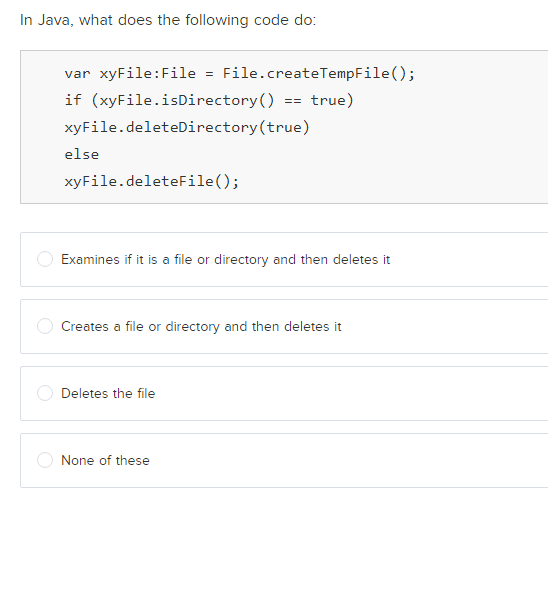 In Java, what does the following code do:
var xyFile:File = File.createTempFile();
if (xyFile.isDirectory() == true)
xyFile.deleteDirectory(true)
else
xyFile.deleteFile();
Examines if it is a file or directory and then deletes it
Creates a file or directory and then deletes it
Deletes the file
None of these